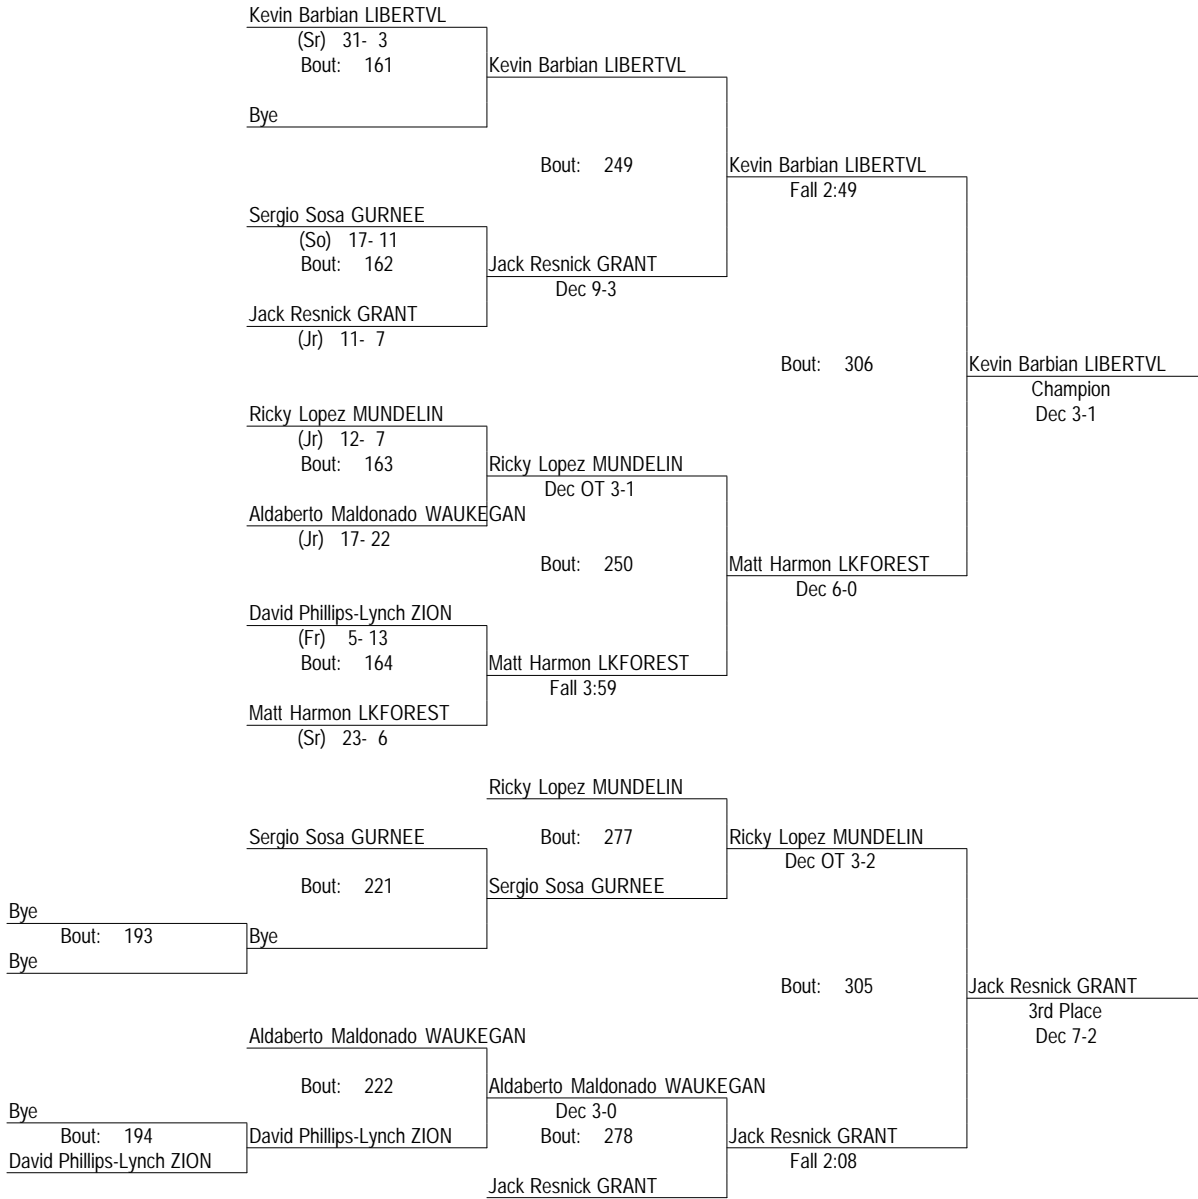 Kevin Barbian LIBERTVL
(Sr) 31- 3
Bout: 161
Kevin Barbian LIBERTVL
Bye
Bout: 249
Kevin Barbian LIBERTVL
Fall 2:49
Sergio Sosa GURNEE
(So) 17- 11
Bout: 162
Jack Resnick GRANT
Dec 9-3
Jack Resnick GRANT
(Jr) 11- 7
Bout: 306
Kevin Barbian LIBERTVL
Champion
Dec 3-1
Ricky Lopez MUNDELIN
(Jr) 12- 7
Bout: 163
Ricky Lopez MUNDELIN
Dec OT 3-1
Aldaberto Maldonado WAUKEGAN
(Jr) 17- 22
Bout: 250
Matt Harmon LKFOREST
Dec 6-0
David Phillips-Lynch ZION
(Fr) 5- 13
Bout: 164
Matt Harmon LKFOREST
Fall 3:59
Matt Harmon LKFOREST
(Sr) 23- 6
Ricky Lopez MUNDELIN
Sergio Sosa GURNEE
Bout: 277
Ricky Lopez MUNDELIN
Dec OT 3-2
Bout: 221
Sergio Sosa GURNEE
Bye
Bout: 193
Bye
Bye
Bout: 305
Jack Resnick GRANT
3rd Place
Dec 7-2
Aldaberto Maldonado WAUKEGAN
Bout: 222
Aldaberto Maldonado WAUKEGAN
Dec 3-0
Bye
Bout: 194
David Phillips-Lynch ZION
Bout: 278
Jack Resnick GRANT
Fall 2:08
David Phillips-Lynch ZION
Jack Resnick GRANT